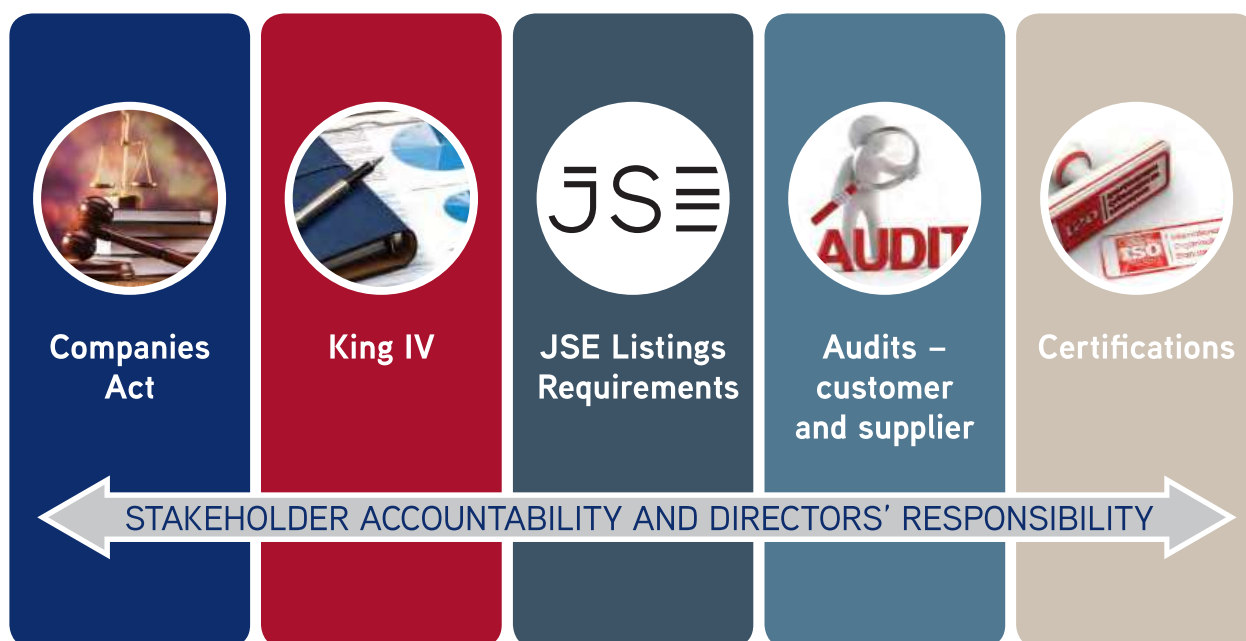 Companies
Act
King IV
JSE
JSE Listings
Requirements
AUDIT
Audits –
customer
and supplier
ISO
Certifications
STAKEHOLDER ACCOUNTABILITY AND DIRECTORS’ RESPONSIBILITY